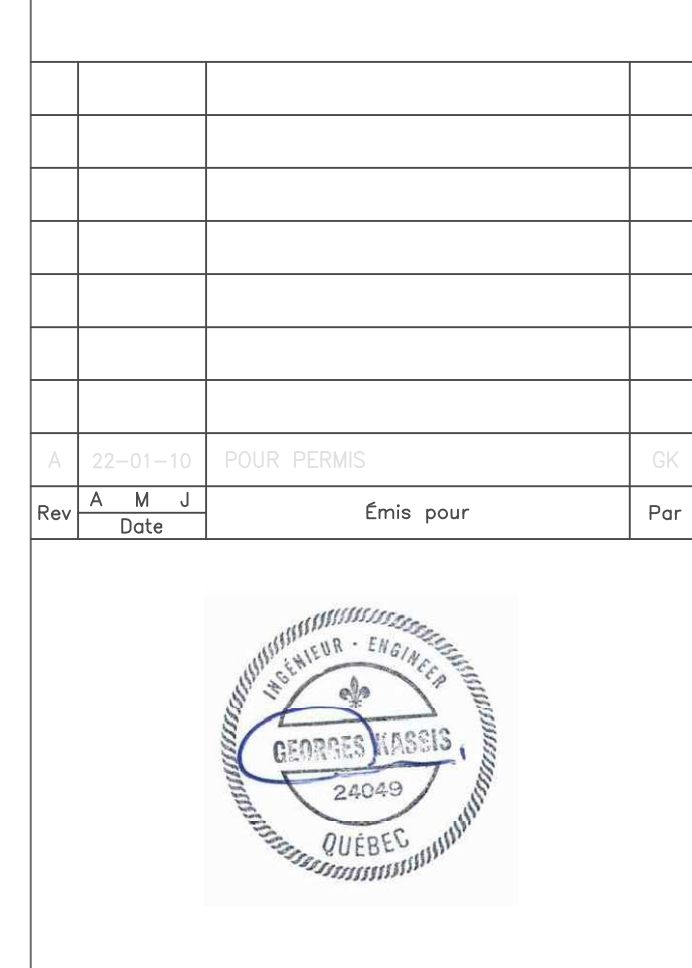 A 22-01-10 POUR PERMIS GK
Rev A M J Émis pour Par
Date
INGÉNIEUR - ENGINEER
GEORGES KASSIS
24049
QUÉBEC